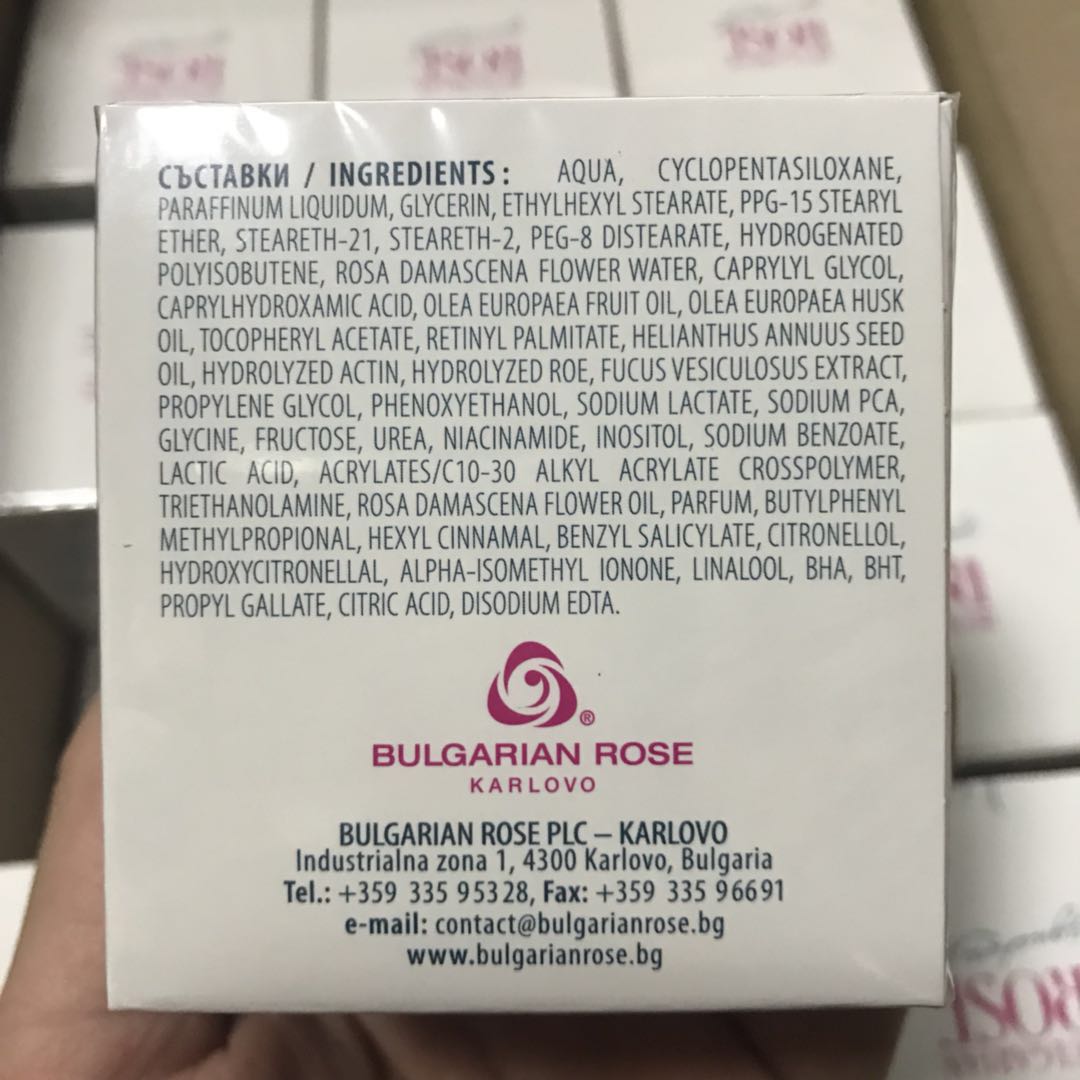 СЪСТАВКИ / INGREDIENTS: AQUA, CYCLOPENTASILOXANE,
PARAFFINUM LIQUIDUM, GLYCERIN, ETHYLHEXYL STEARATE, PPG-15 STEARYL
ETHER, STEARETH-21, STEARETH-2, PEG-8 DISTEARATE, HYDROGENATED
POLYISOBUTENE, ROSA DAMASCENA FLOWER WATER, CAPRYLYL GLYCOL,
CAPRYLHYDROXAMIC ACID, OLEA EUROPAEA FRUIT OIL, OLEA EUROPAEA HUSK
OIL, TOCOPHERYL ACETATE, RETINYL PALMITATE, HELIANTHUS ANNUUS SEED
OIL, HYDROLYZED ACTIN, HYDROLYZED ROE, FUCUS VESICULOSUS EXTRACT,
PROPYLENE GLYCOL, PHENOXYETHANOL, SODIUM LACTATE, SODIUM PCA,
GLYCINE, FRUCTOSE, UREA, NIACINAMIDE, INOSITOL, SODIUM BENZOATE,
LACTIC ACID, ACRYLATES/C10-30 ALKYL ACRYLATE CROSSPOLYMER,
TRIETHANOLAMINE, ROSA DAMASCENA FLOWER OIL, PARFUM, BUTYLPHENYL
METHYLPROPIONAL, HEXYL CINNAMAL, BENZYL SALICYLATE, CITRONELLOL,
HYDROXYCITRONELLAL, ALPHA-ISOMETHYL IONONE, LINALOOL, BHA, BHT,
PROPYL GALLATE, CITRIC ACID, DISODIUM EDTA.
®
BULGARIAN ROSE
KARLOVO
BULGARIAN ROSE PLC – KARLOVO
Industrialna zona 1, 4300 Karlovo, Bulgaria
Tel.: +359 335 95328, Fax: +359 335 96691
e-mail: contact@bulgarianrose.bg
www.bulgarianrose.bg